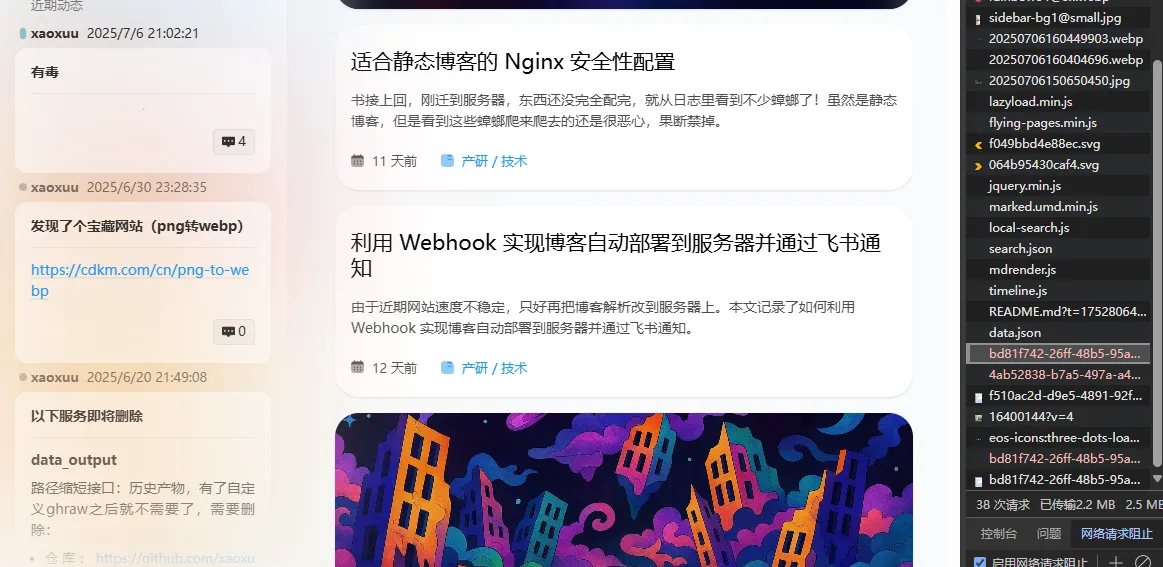 近期动态
xaoxuu 2025/7/6 21:02:21
有毒
4
xaoxuu 2025/6/30 23:28:35
发现了个宝藏网站（png转webp）
https://cdkm.com/cn/png-to-we
bp
0
xaoxuu 2025/6/20 21:49:08
以下服务即将删除
data_output
路径缩短接口：历史产物，有了自定
义ghraw之后就不需要了，需要删
除：
• 仓库： https://github.com/xaoxu
适合静态博客的 Nginx 安全性配置
书接上回，刚迁到服务器，东西还没完全配完，就从日志里看到不少蟑螂了！虽然是静态
博客，但是看到这些蟑螂爬来爬去的还是很恶心，果断禁掉。
11 天前 产研 / 技术
利用 Webhook 实现博客自动部署到服务器并通过飞书通
知
由于近期网站速度不稳定，只好再把博客解析改到服务器上。本文记录了如何利用
Webhook 实现博客自动部署到服务器并通过飞书通知。
12 天前 产研 / 技术
sidebar-bg1@small.jpg
20250706160449903.webp
20250706160404696.webp
20250706150650450.jpg
lazyload.min.js
flying-pages.min.js
f049bbd4e88ec.svg
064b95430caf4.svg
jquery.min.js
marked.umd.min.js
local-search.js
search.json
mdrender.js
timeline.js
README.md?t=17528064...
data.json
bd81f742-26ff-48b5-95a...
4ab52838-b7a5-497a-a4...
f510ac2d-d9e5-4891-92f...
16400144?v=4
eos-icons:three-dots-loa...
bd81f742-26ff-48b5-95a...
bd81f742-26ff-48b5-95a...
38 次请求 已传输2.2 MB 2.5 MB
控制台 问题 网络请求阻止
启用网络请求阻止